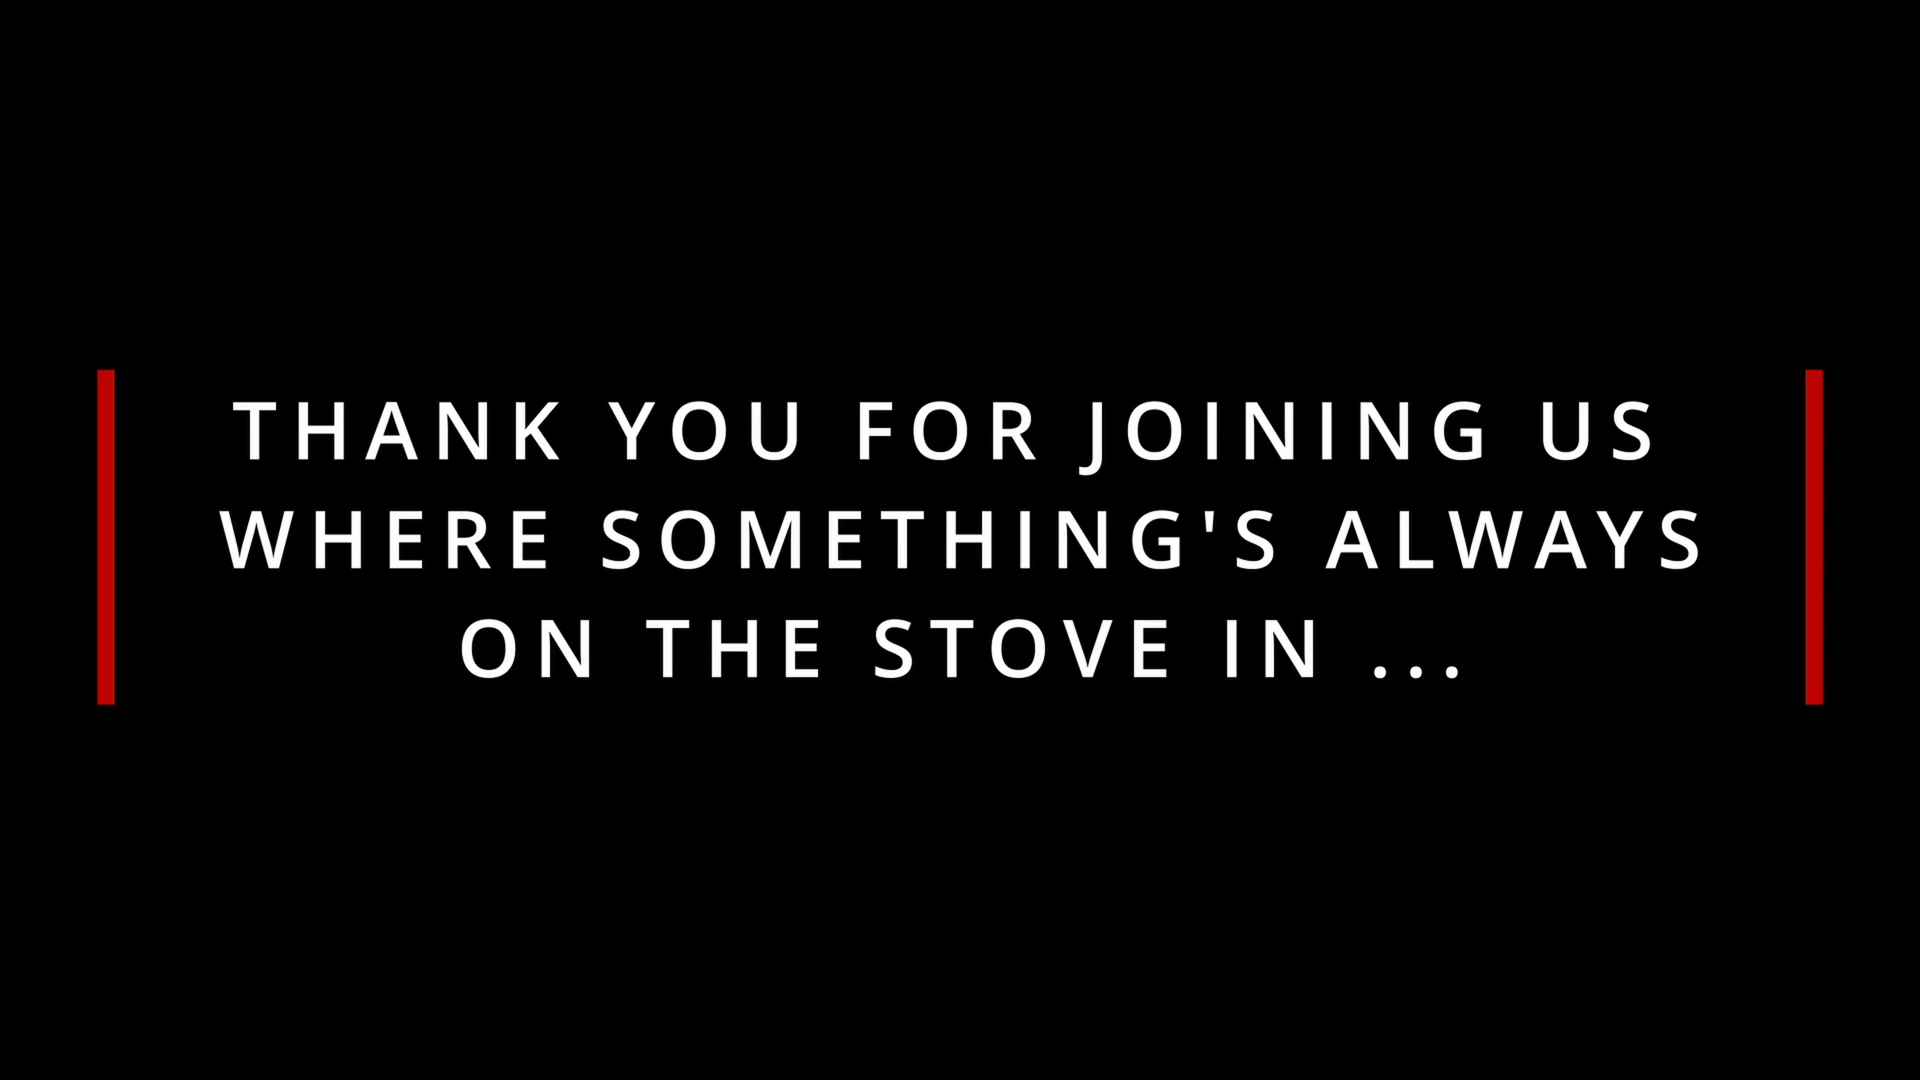 THANK YOU FOR JOINING US
WHERE SOMETHING'S ALWAYS
ON THE STOVE IN ...